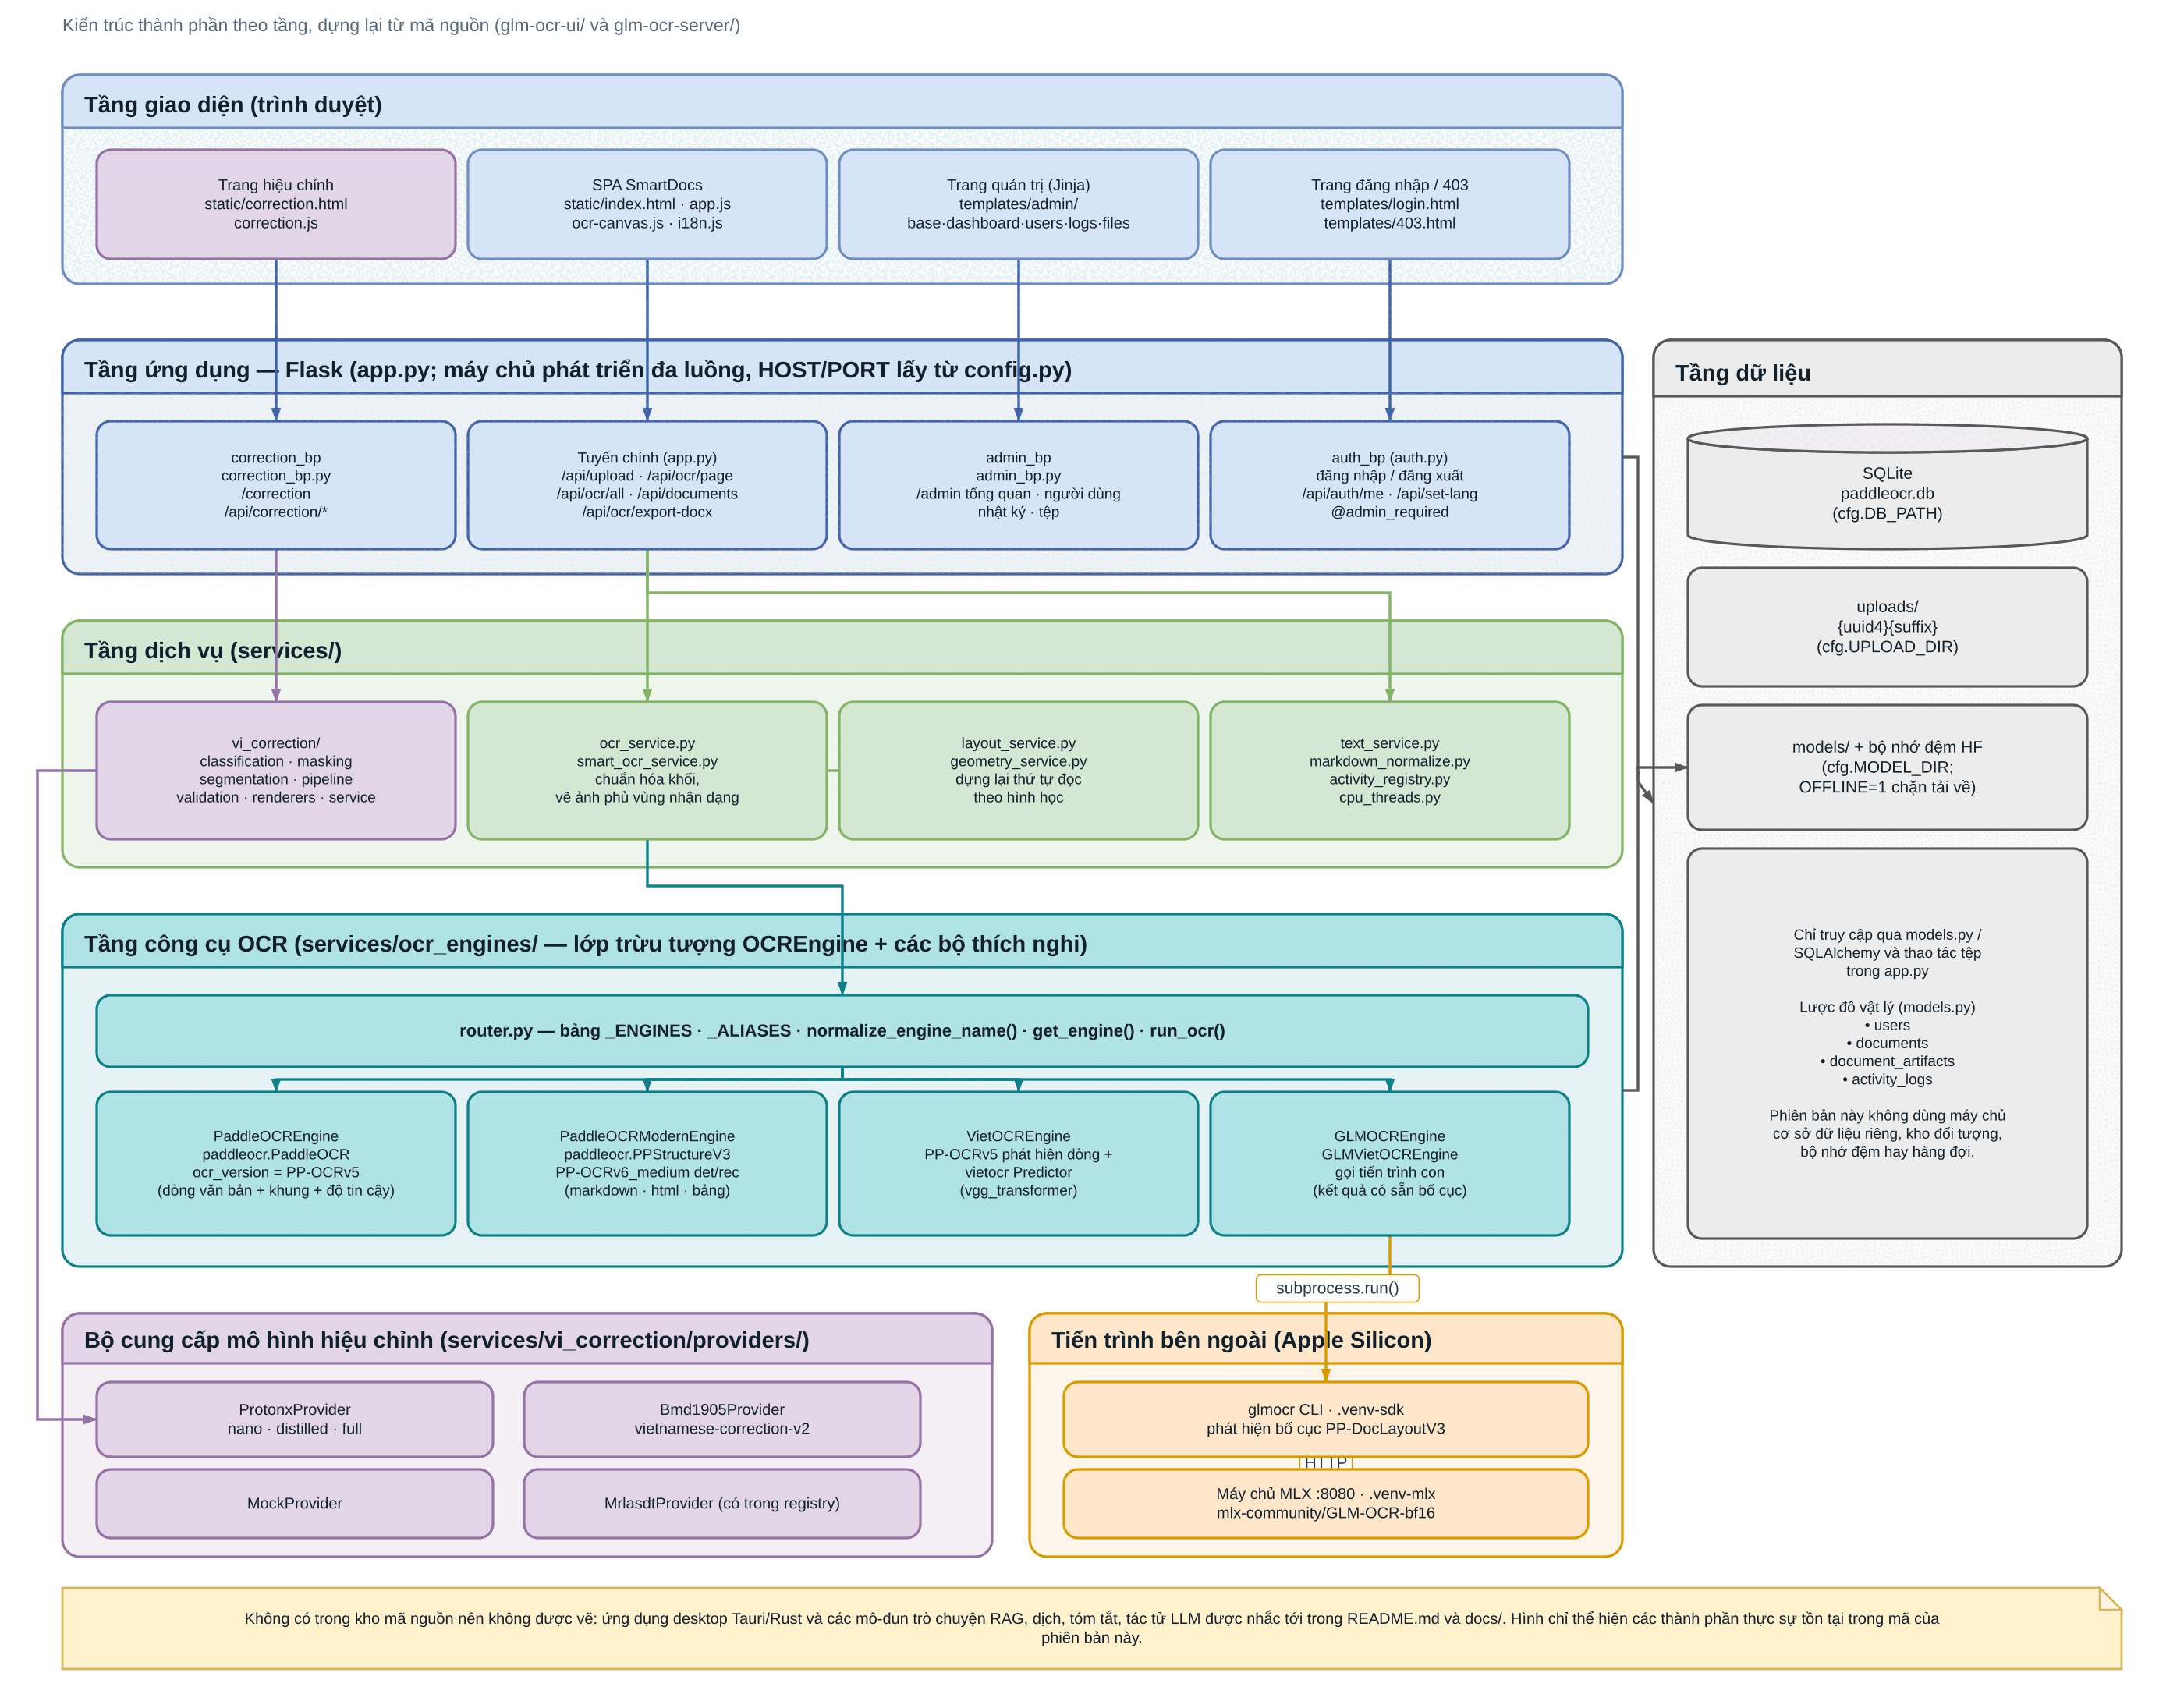 Kiến trúc thành phần theo tầng, dựng lại từ mã nguồn (glm-ocr-ui/ và glm-ocr-server/)
Tầng giao diện (trình duyệt)
Trang hiệu chỉnh
static/correction.html
correction.js
SPA SmartDocs
static/index.html · app.js
ocr-canvas.js · i18n.js
Trang quản trị (Jinja)
templates/admin/
base·dashboard·users·logs·files
Trang đăng nhập / 403
templates/login.html
templates/403.html
Tầng ứng dụng — Flask (app.py; máy chủ phát triển đa luồng, HOST/PORT lấy từ config.py)
correction_bp
correction_bp.py
/correction
/api/correction/*
Tuyến chính (app.py)
/api/upload · /api/ocr/page
/api/ocr/all · /api/documents
/api/ocr/export-docx
admin_bp
admin_bp.py
/admin tổng quan · người dùng
nhật ký · tệp
auth_bp (auth.py)
đăng nhập / đăng xuất
/api/auth/me · /api/set-lang
@admin_required
Tầng dịch vụ (services/)
vi_correction/
classification · masking
segmentation · pipeline
validation · renderers · service
ocr_service.py
smart_ocr_service.py
chuẩn hóa khối,
vẽ ảnh phủ vùng nhận dạng
layout_service.py
geometry_service.py
dựng lại thứ tự đọc
theo hình học
text_service.py
markdown_normalize.py
activity_registry.py
cpu_threads.py
Tầng công cụ OCR (services/ocr_engines/ — lớp trừu tượng OCREngine + các bộ thích nghi)
router.py — bảng _ENGINES · _ALIASES · normalize_engine_name() · get_engine() · run_ocr()
PaddleOCREngine
paddleocr.PaddleOCR
ocr_version = PP-OCRv5
(dòng văn bản + khung + độ tin cậy)
PaddleOCRModernEngine
paddleocr.PPStructureV3
PP-OCRv6_medium det/rec
(markdown · html · bảng)
VietOCREngine
PP-OCRv5 phát hiện dòng +
vietocr Predictor
(vgg_transformer)
GLMOCREngine
GLMVietOCREngine
gọi tiến trình con
(kết quả có sẵn bố cục)
Tầng dữ liệu
SQLite
paddleocr.db
(cfg.DB_PATH)
uploads/
{uuid4}{suffix}
(cfg.UPLOAD_DIR)
models/ + bộ nhớ đệm HF
(cfg.MODEL_DIR;
OFFLINE=1 chặn tải về)
Chỉ truy cập qua models.py /
SQLAlchemy và thao tác tệp
trong app.py
Lược đồ vật lý (models.py)
• users
• documents
• document_artifacts
• activity_logs
Phiên bản này không dùng máy chủ
cơ sở dữ liệu riêng, kho đối tượng,
bộ nhớ đệm hay hàng đợi.
subprocess.run()
Bộ cung cấp mô hình hiệu chỉnh (services/vi_correction/providers/)
ProtonxProvider
nano · distilled · full
Bmd1905Provider
vietnamese-correction-v2
MockProvider
MrlasdtProvider (có trong registry)
Tiến trình bên ngoài (Apple Silicon)
glmocr CLI · .venv-sdk
phát hiện bố cục PP-DocLayoutV3
HTTP
Máy chủ MLX :8080 · .venv-mlx
mlx-community/GLM-OCR-bf16
Không có trong kho mã nguồn nên không được vẽ: ứng dụng desktop Tauri/Rust và các mô-đun trò chuyện RAG, dịch, tóm tắt, tác tử LLM được nhắc tới trong README.md và docs/. Hình chỉ thể hiện các thành phần thực sự tồn tại trong mã của
phiên bản này.